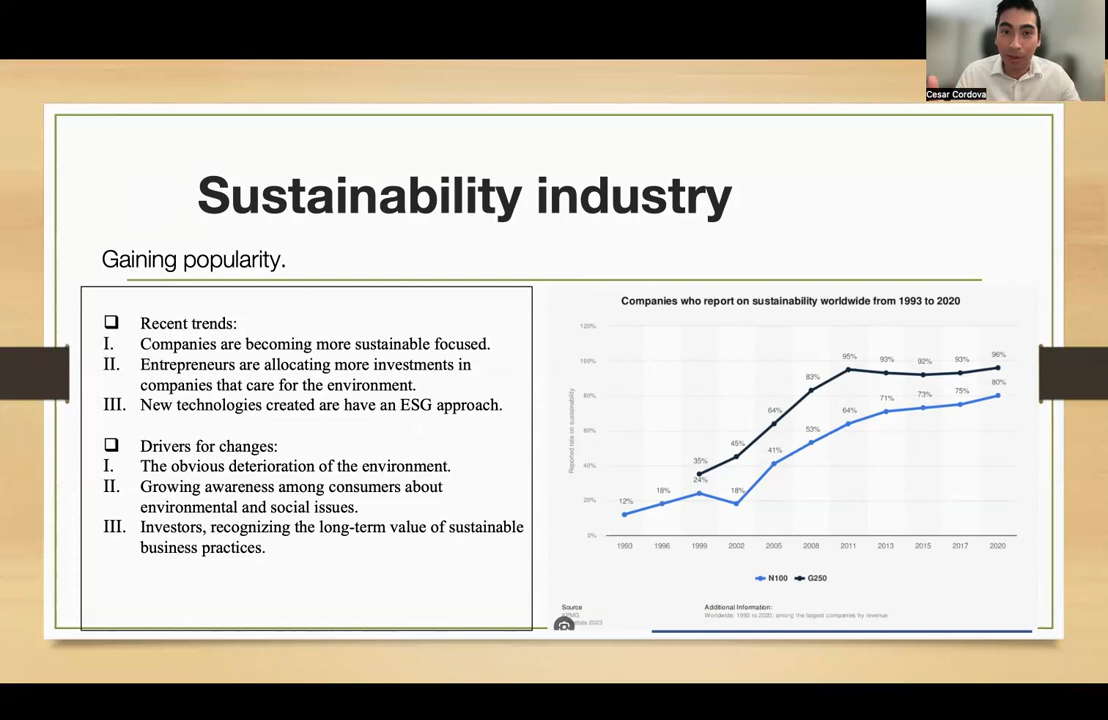 Cesar Cordova
Sustainability industry
Gaining popularity.
Recent trends:
I. Companies are becoming more sustainable focused.
II. Entrepreneurs are allocating more investments in
companies that care for the environment.
III. New technologies created are have an ESG approach.
Drivers for changes:
I. The obvious deterioration of the environment.
II. Growing awareness among consumers about
environmental and social issues.
III. Investors, recognizing the long-term value of sustainable
business practices.
Companies who report on sustainability worldwide from 1993 to 2020
Reported rate on sustainability
120%
100%
80%
60%
40%
20%
0%
35% 45% 64% 83% 95% 93% 92% 93% 96%
12% 18% 24% 18% 41% 53% 64% 71% 73% 75% 80%
1993 1996 1999 2002 2005 2008 2011 2013 2015 2017 2020
N100 G250
Source
KPMG
2023
Additional Information:
Worldwide; 1993 to 2020; among the largest companies by revenue